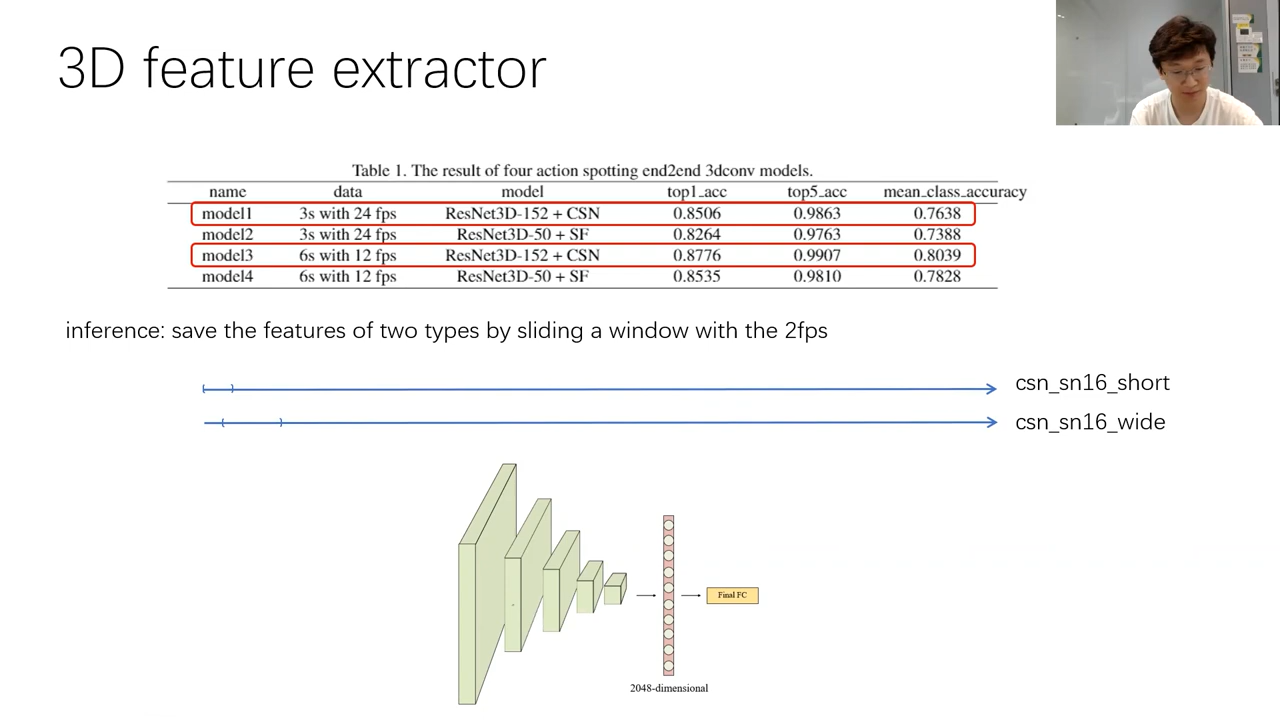 3D feature extractor
Table 1. The result of four action spotting end2end 3dconv models.
name data model top1_acc top5_acc mean_class_accuracy
model1 3s with 24 fps ResNet3D-152 + CSN 0.8506 0.9863 0.7638
model2 3s with 24 fps ResNet3D-50 + SF 0.8264 0.9763 0.7388
model3 6s with 12 fps ResNet3D-152 + CSN 0.8776 0.9907 0.8039
model4 6s with 12 fps ResNet3D-50 + SF 0.8535 0.9810 0.7828
inference: save the features of two types by sliding a window with the 2fps
csn_sn16_short
csn_sn16_wide
Final FC
2048-dimensional